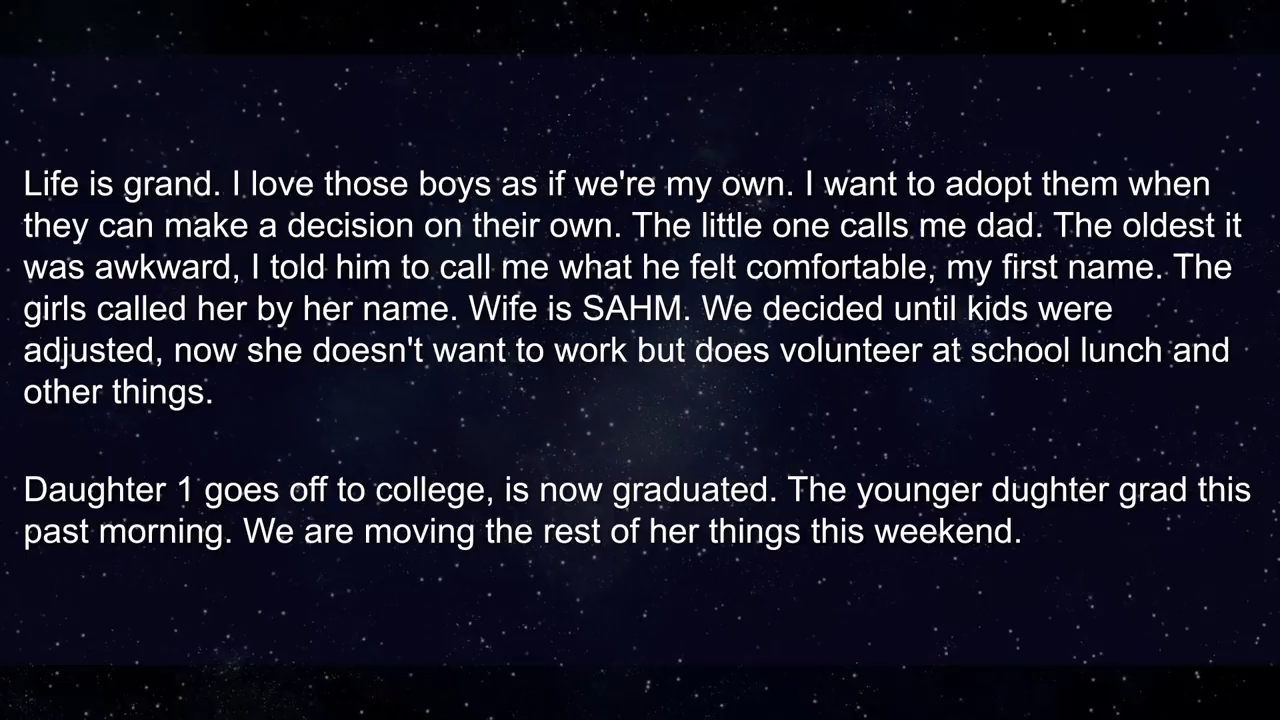 Life is grand. I love those boys as if we're my own. I want to adopt them when
they can make a decision on their own. The little one calls me dad. The oldest it
was awkward, I told him to call me what he felt comfortable, my first name. The
girls called her by her name. Wife is SAHM. We decided until kids were
adjusted, now she doesn't want to work but does volunteer at school lunch and
other things.
Daughter 1 goes off to college, is now graduated. The younger dughter grad this
past morning. We are moving the rest of her things this weekend.